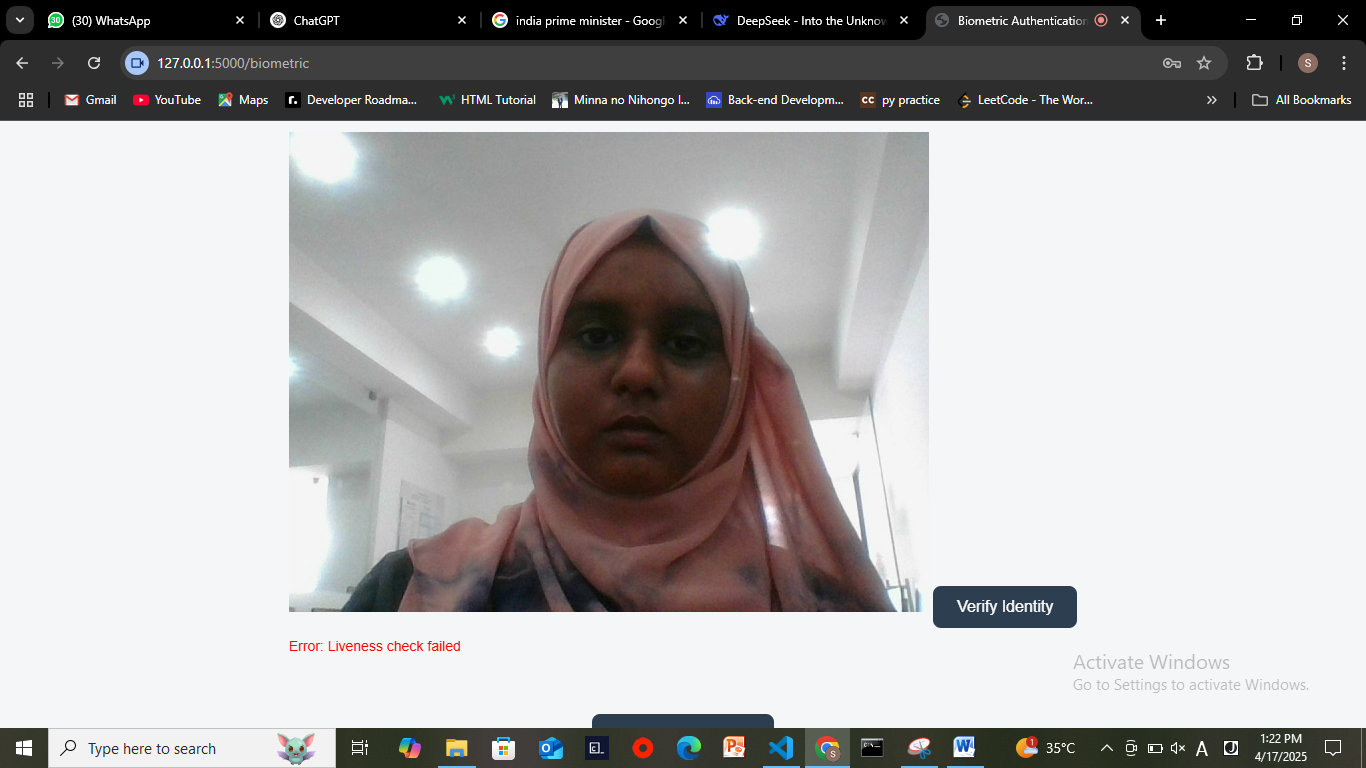 (30) WhatsApp
ChatGPT
india prime minister - Googl
DeepSeek - Into the Unknow
Biometric Authentication
127.0.0.1:5000/biometric
S
Gmail
YouTube
Maps
Developer Roadma...
HTML Tutorial
Minna no Nihongo I...
Back-end Developm...
py practice
LeetCode - The Wor...
All Bookmarks
Verify Identity
Error: Liveness check failed
Activate Windows
Go to Settings to activate Windows.
Type here to search
35°C
1:22 PM
4/17/2025